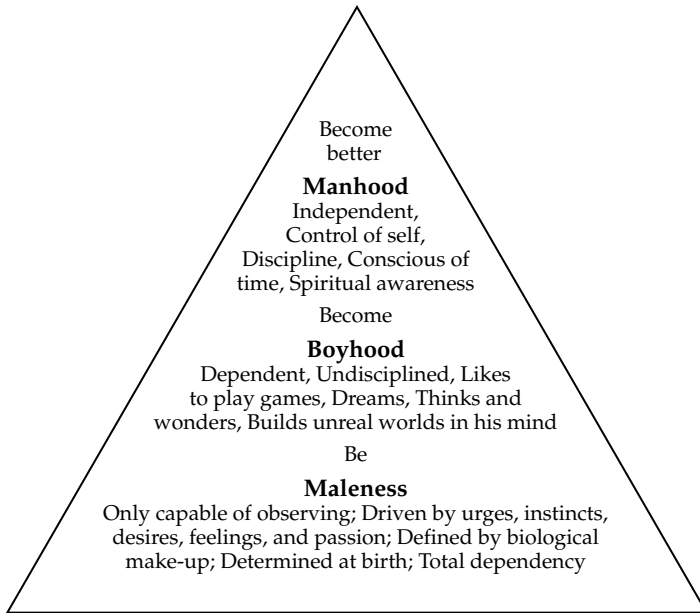 Become
better
Manhood
Independent,
Control of self,
Discipline, Conscious of
time, Spiritual awareness
Become
Boyhood
Dependent, Undisciplined, Likes
to play games, Dreams, Thinks and
wonders, Builds unreal worlds in his mind
Be
Maleness
Only capable of observing; Driven by urges, instincts,
desires, feelings, and passion; Defined by biological
make-up; Determined at birth; Total dependency